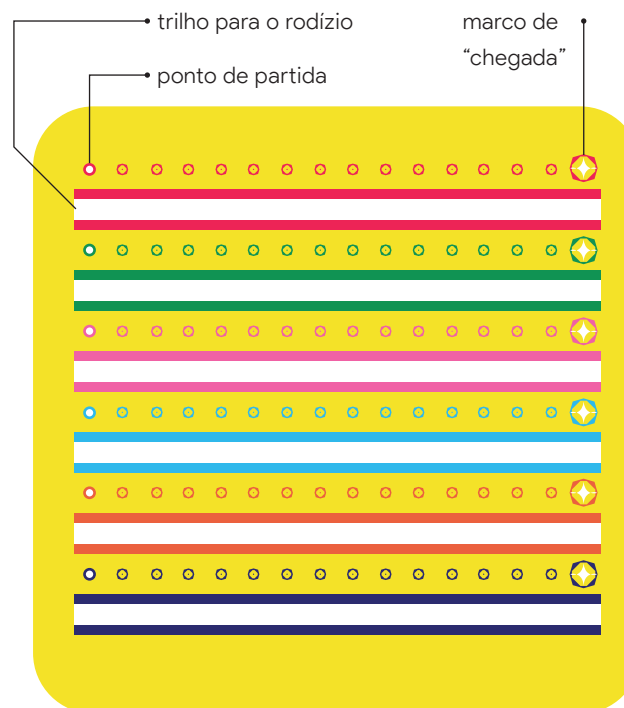 trilho para o rodízio
ponto de partida
marco de
“chegada”